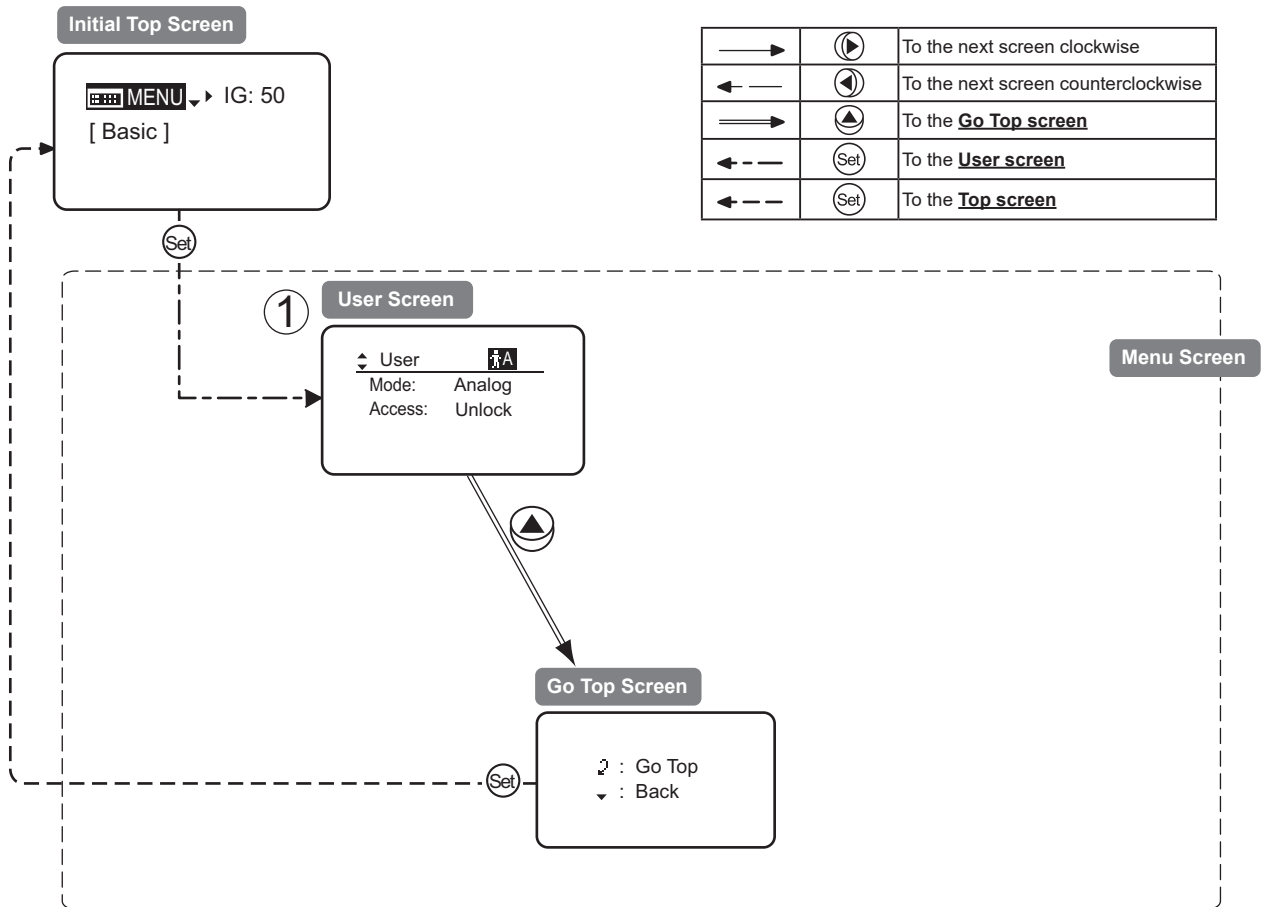 Initial Top Screen
MENU IG: 50
[ Basic ]
Set
To the next screen clockwise
To the next screen counterclockwise
To the Go Top screen
Set To the User screen
Set To the Top screen
1 User Screen
User A
Mode: Analog
Access: Unlock
Menu Screen
Go Top Screen
: Go Top
: Back
Set